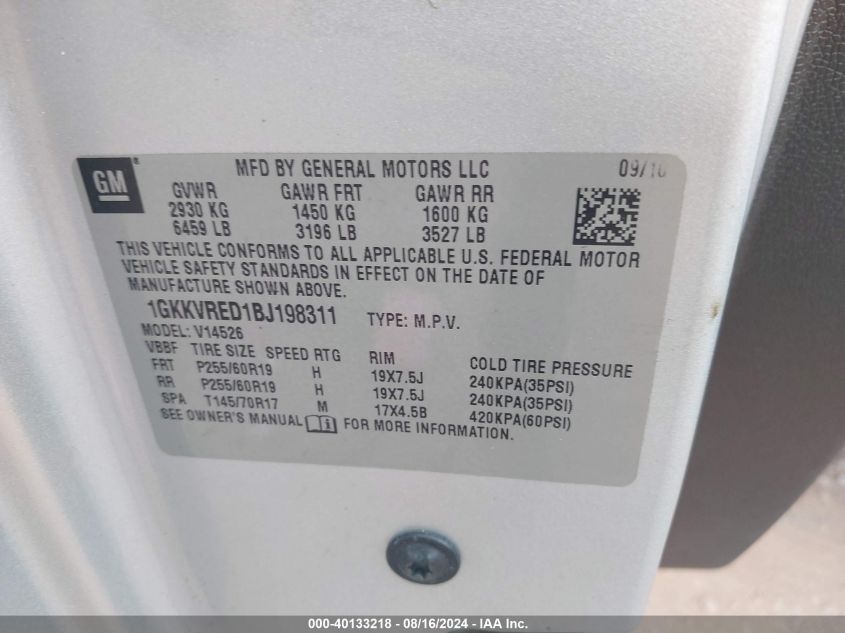 GM
MFD BY GENERAL MOTORS LLC 09/10
GVWR GAWR FRT GAWR RR
2930 KG 1450 KG 1600 KG
6459 LB 3196 LB 3527 LB
THIS VEHICLE CONFORMS TO ALL APPLICABLE U.S. FEDERAL MOTOR
VEHICLE SAFETY STANDARDS IN EFFECT ON THE DATE OF
MANUFACTURE SHOWN ABOVE.
1GKKVRED1BJ198311 TYPE: M.P.V.
MODEL: V14526
VBBF TIRE SIZE SPEED RTG RIM COLD TIRE PRESSURE
FRT P255/60R19 H 19X7.5J 240KPA(35PSI)
RR P255/60R19 H 19X7.5J 240KPA(35PSI)
SPA T145/70R17 M 17X4.5B 420KPA(60PSI)
SEE OWNER'S MANUAL FOR MORE INFORMATION.
000-40133218 - 08/16/2024 - IAA Inc.